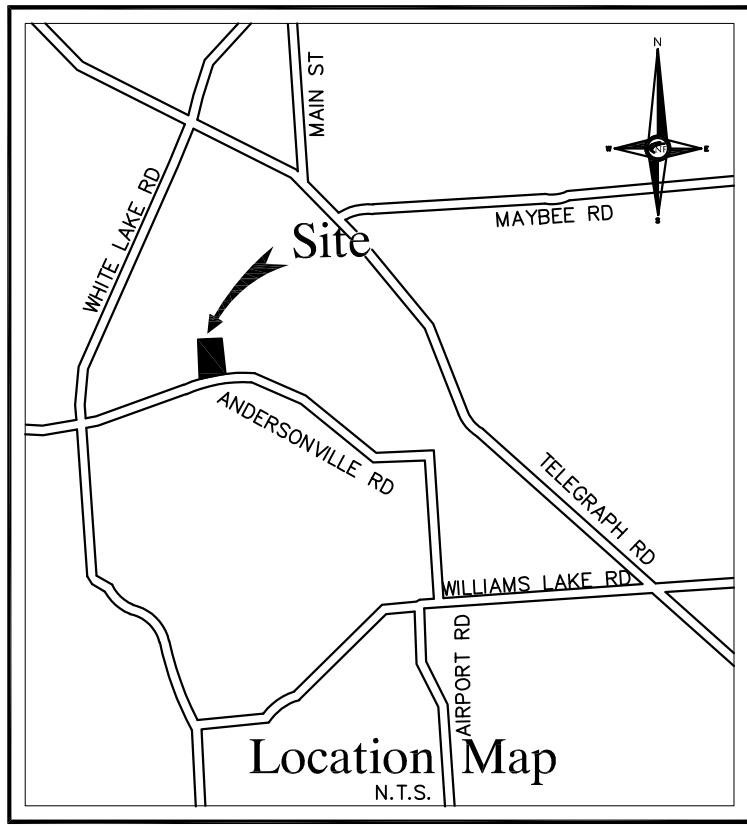 N
MAIN ST
W
E
WHITE LAKE RD
S
MAYBEE RD
Site
ANDERSONVILLE RD
TELEGRAPH RD
WILLIAMS LAKE RD
AIRPORT RD
Location Map
N.T.S.